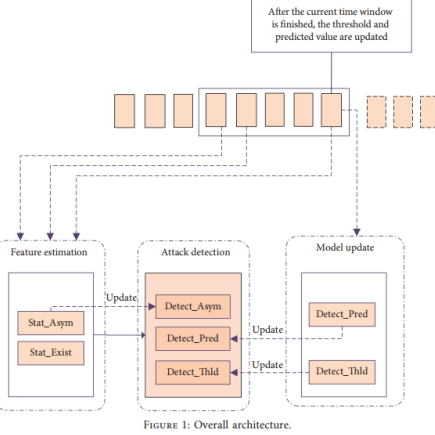 After the current time window
is finished, the threshold and
predicted value are updated
Feature estimation
Attack detection
Model update
Update
Stat_Asym
Stat_Exist
Detect_Asym
Detect_Pred
Detect_Thld
Update
Update
Detect_Pred
Detect_Thld
FIGURE 1: Overall architecture.